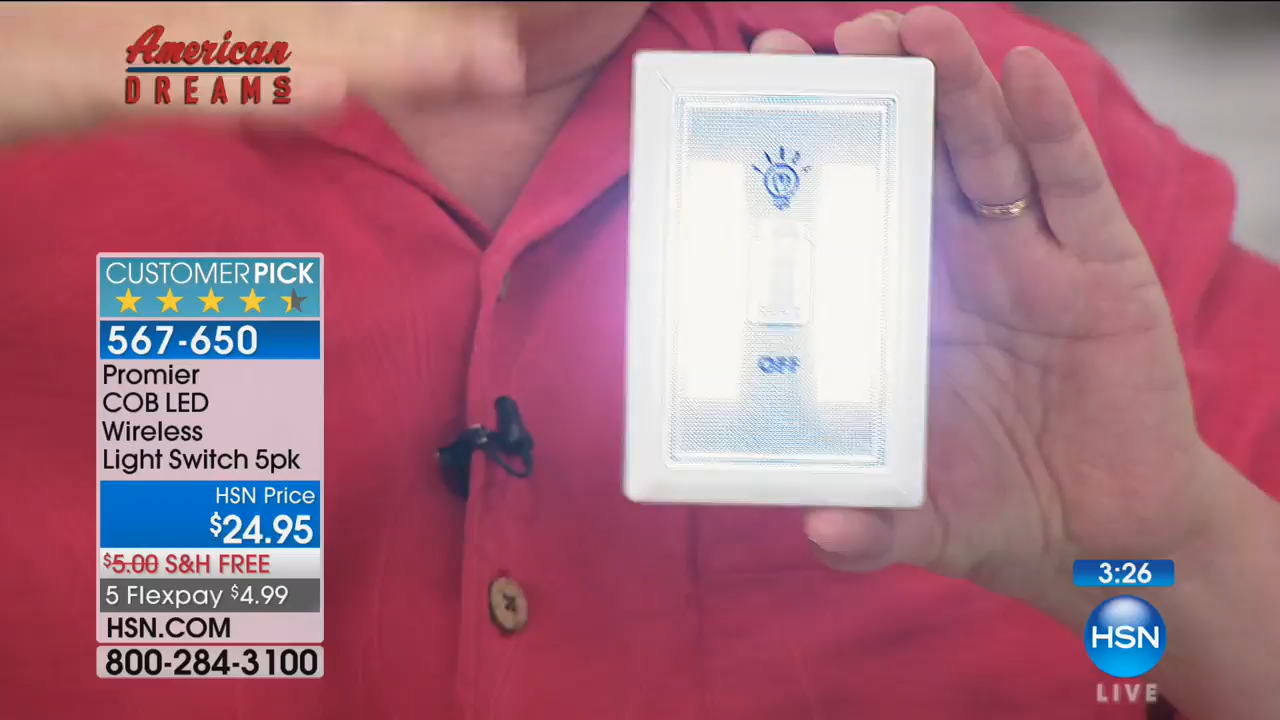 American
DREAMS
CUSTOMER PICK
567-650
Promier
COB LED
Wireless
Light Switch 5pk
HSN Price
$24.95
$5.00 S&H FREE
5 Flexpay $4.99
HSN.COM
800-284-3100
OFF
3:26
HSN
LIVE